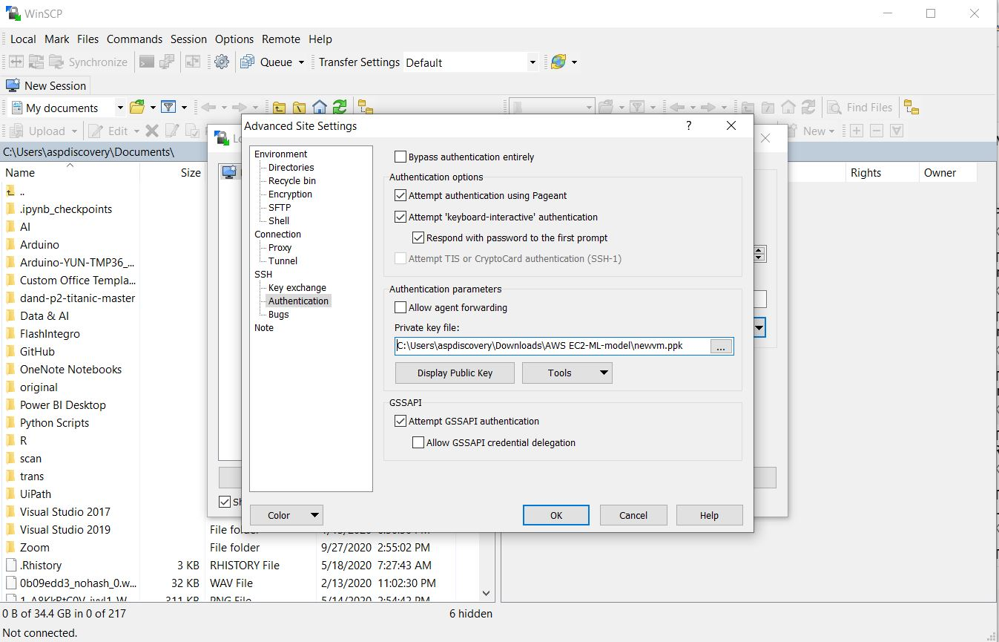 WinSCP
Local Mark Files Commands Session Options Remote Help
Synchronize Queue Transfer Settings Default
New Session
My documents Find Files
Upload Edit New
C:\Users\aspdiscovery\Documents\
Name Size Rights Owner
..
.ipynb_checkpoints
AI
Arduino
Arduino-YUN-TMP36_...
Custom Office Templa...
dand-p2-titanic-master
Data & AI
FlashIntegro
GitHub
OneNote Notebooks
original
Power BI Desktop
Python Scripts
R
scan
trans
UiPath
Visual Studio 2017
Visual Studio 2019
File folder
Zoom File folder 9/27/2020 2:55:02 PM
.Rhistory 3 KB RHISTORY File 5/18/2020 7:27:43 AM
0b09edd3_nohash_0.w... 32 KB WAV File 2/13/2020 11:02:30 PM
311 KB PNG File 5/14/2020 2:54:42 PM
0 B of 34.4 GB in 0 of 217 6 hidden
Not connected.
Advanced Site Settings ?
Environment
Directories
Recycle bin
Encryption
SFTP
Shell
Connection
Proxy
Tunnel
SSH
Key exchange
Authentication
Bugs
Note
Bypass authentication entirely
Authentication options
Attempt authentication using Pageant
Attempt 'keyboard-interactive' authentication
Respond with password to the first prompt
Attempt TIS or CryptoCard authentication (SSH-1)
Authentication parameters
Allow agent forwarding
Private key file:
C:\Users\aspdiscovery\Downloads\AWS EC2-ML-model\newvm.ppk ...
Display Public Key Tools
GSSAPI
Attempt GSSAPI authentication
Allow GSSAPI credential delegation
Color OK Cancel Help